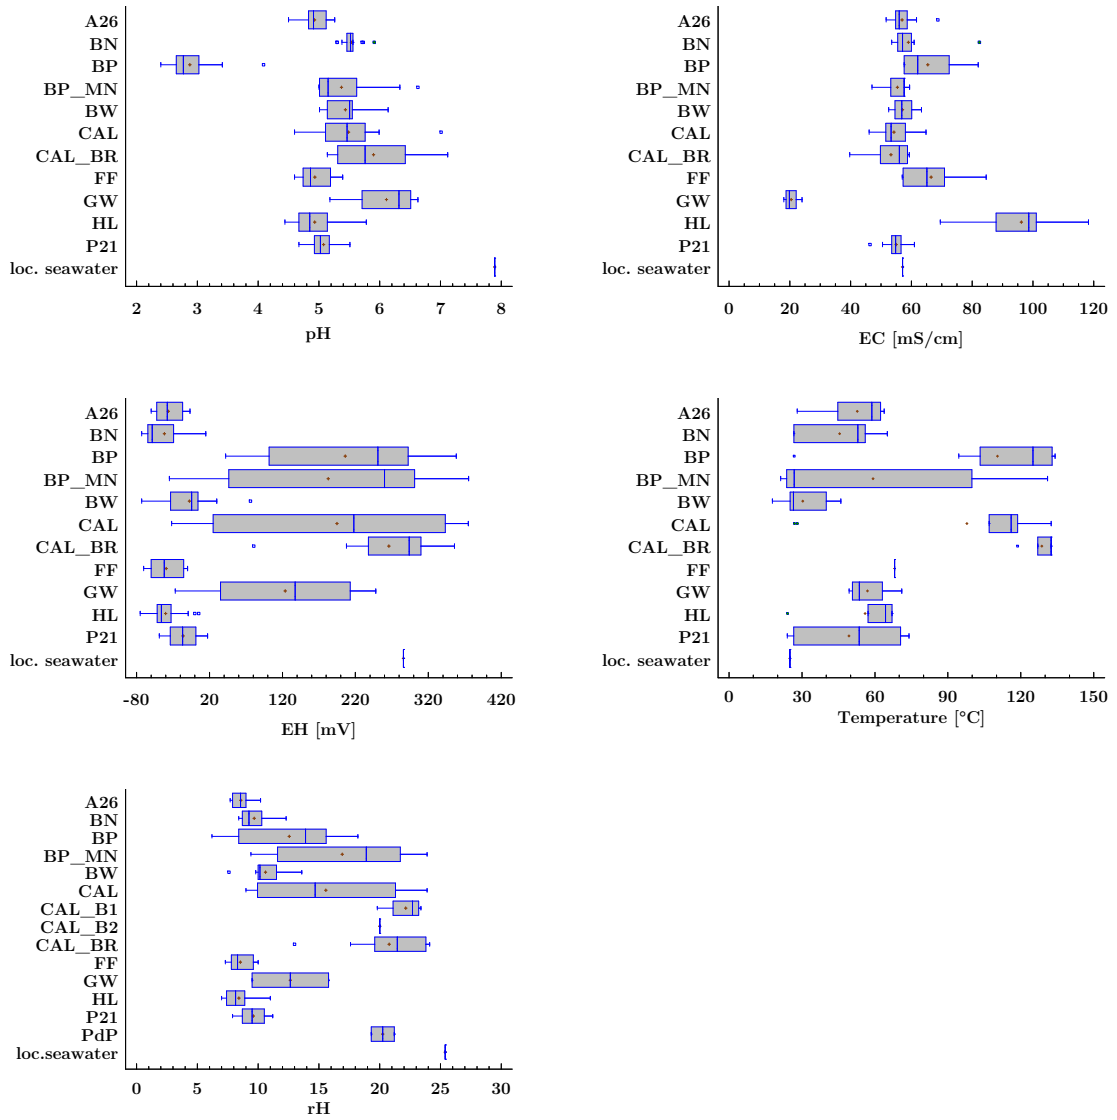 A26
BN
BP
BP_MN
BW
CAL
CAL_BR
FF
GW
HL
P21
loc. seawater
2 3 4 5 6 7 8
pH
A26
BN
BP
BP_MN
BW
CAL
CAL_BR
FF
GW
HL
P21
loc. seawater
0 20 40 60 80 100 120
EC [mS/cm]
A26
BN
BP
BP_MN
BW
CAL
CAL_BR
FF
GW
HL
P21
loc. seawater
-80 20 120 220 320 420
EH [mV]
A26
BN
BP
BP_MN
BW
CAL
CAL_BR
FF
GW
HL
P21
loc. seawater
0 30 60 90 120 150
Temperature [°C]
A26
BN
BP
BP_MN
BW
CAL
CAL_B1
CAL_B2
CAL_BR
FF
GW
HL
P21
PdP
loc.seawater
0 5 10 15 20 25 30
rH